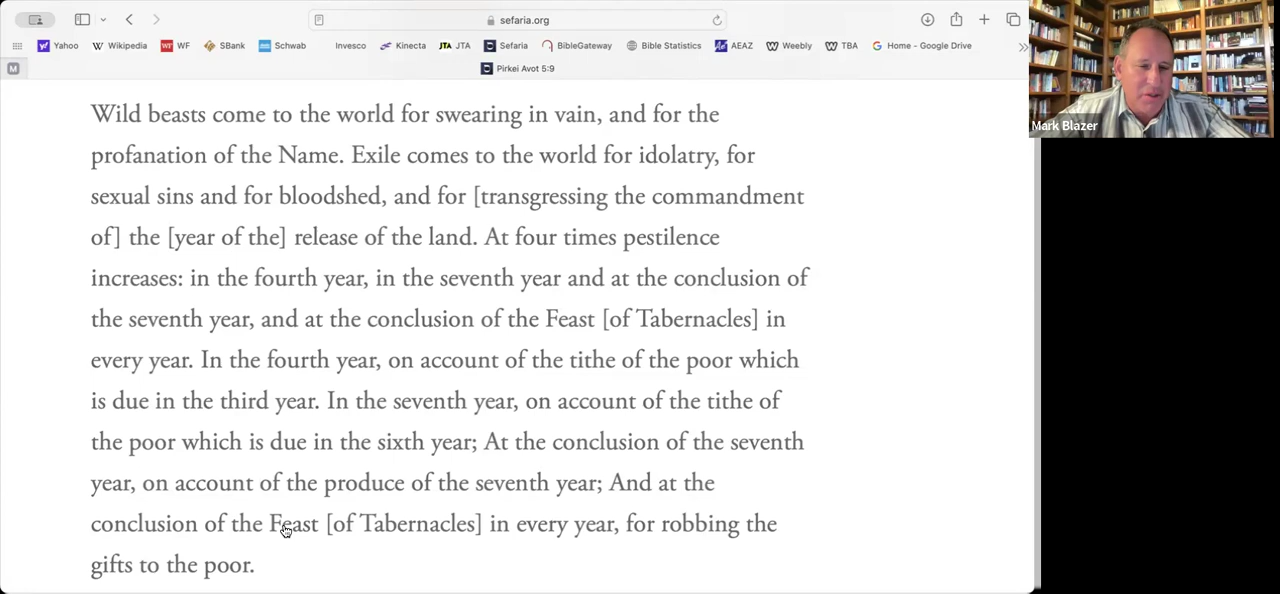 sefaria.org
Yahoo
Wikipedia
WF
SBank
Schwab
Invesco
Kinecta
JTA
JTA
Sefaria
BibleGateway
Bible Statistics
AEAZ
Weebly
TBA
Home - Google Drive
M
Pirkei Avot 5:9
Wild beasts come to the world for swearing in vain, and for the
profanation of the Name. Exile comes to the world for idolatry, for
sexual sins and for bloodshed, and for [transgressing the commandment
of] the [year of the] release of the land. At four times pestilence
increases: in the fourth year, in the seventh year and at the conclusion of
the seventh year, and at the conclusion of the Feast [of Tabernacles] in
every year. In the fourth year, on account of the tithe of the poor which
is due in the third year. In the seventh year, on account of the tithe of
the poor which is due in the sixth year; At the conclusion of the seventh
year, on account of the produce of the seventh year; And at the
conclusion of the Feast [of Tabernacles] in every year, for robbing the
gifts to the poor.
Mark Blazer